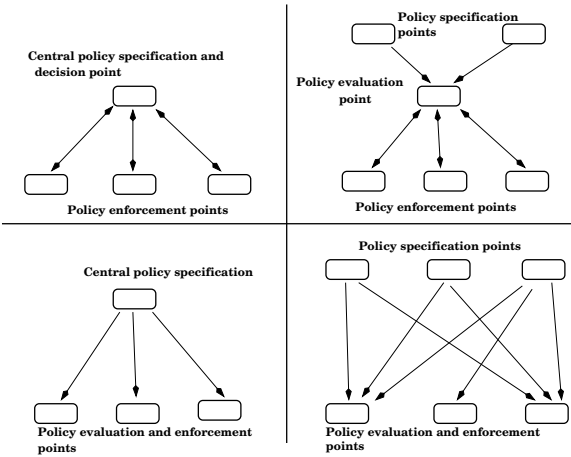 Central policy specification and
decision point
Policy enforcement points
Policy specification
points
Policy evaluation
point
Policy enforcement points
Central policy specification
Policy evaluation and enforcement
points
Policy specification points
Policy evaluation and enforcement
points